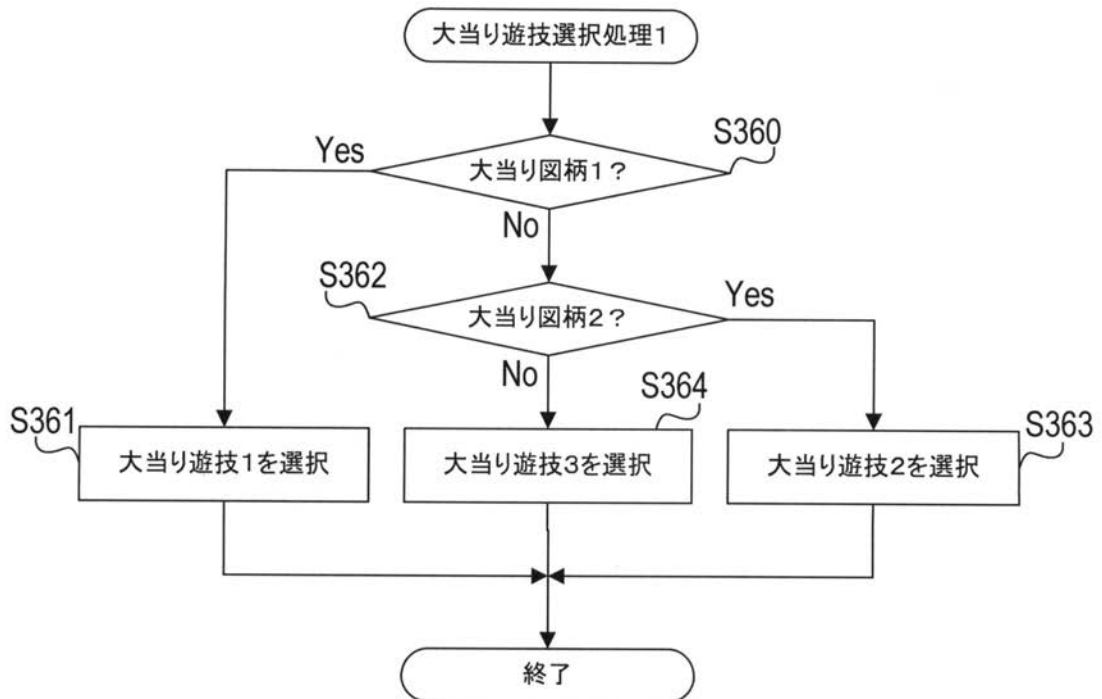 大当り遊技選択処理1
S360
Yes
大当り図柄1?
No
S362
Yes
大当り図柄2?
No
S364
S361
S363
大当り遊技1を選択
大当り遊技3を選択
大当り遊技2を選択
終了